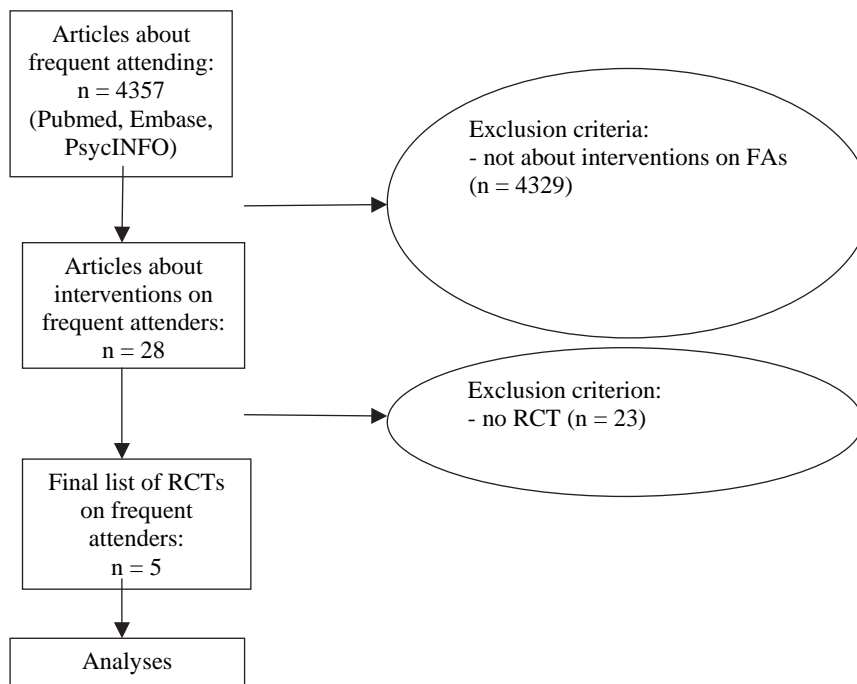 Articles about
frequent attending:
n = 4357
(Pubmed, Embase,
PsycINFO)
Exclusion criteria:
- not about interventions on FAs
(n = 4329)
Articles about
interventions on
frequent attenders:
n = 28
Exclusion criterion:
- no RCT (n = 23)
Final list of RCTs
on frequent
attenders:
n = 5
Analyses